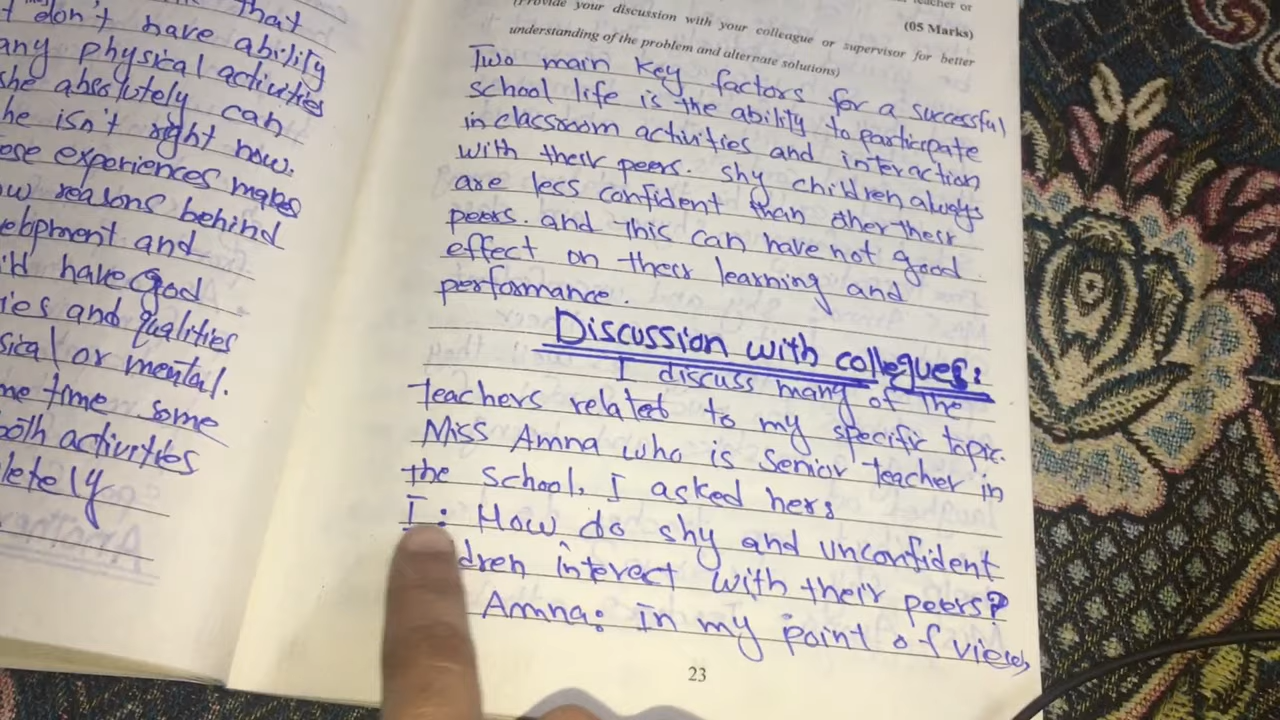 that
t don't have ability
any physical activities
she absolutely can
he isn't right now.
ose experiences makes
ow reasons behind
elopment and
ild have good
ies and qualities
sical or mental.
me time some
both activities
letely
teacher or
(Provide your discussion with your colleague or supervisor for better
(05 Marks)
understanding of the problem and alternate solutions)
Two main key factors for a successful
school life is the ability to participate
in classroom activities and interaction
with their peers. shy children always
are less confident than other their
peers. and this can have not good
effect on their learning and
performance.
Discussion with collegues:
I discuss many of the
teachers related to my specific topic.
Miss Amna who is senior teacher in
the school, I asked her:
I: How do shy and unconfident
dren interect with their peers?
Amna: in my point of view,
23